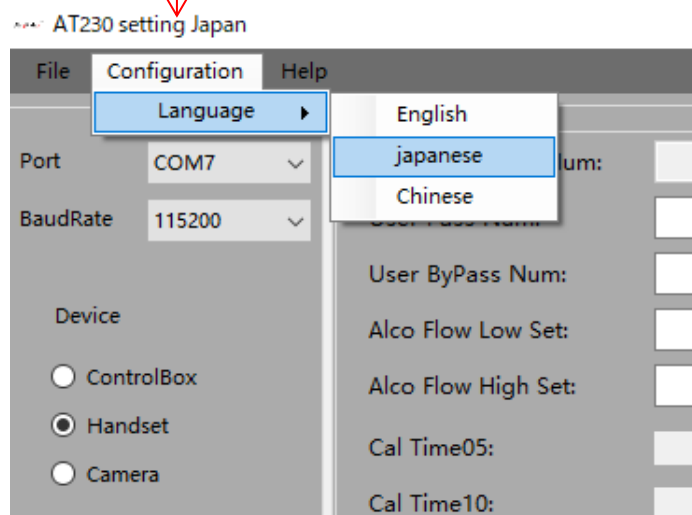 AT230 setting Japan
File Configuration Help
Language
English
japanese
Chinese
Port COM7
BaudRate 115200
User ByPass Num:
Device
Alco Flow Low Set:
ControlBox
Alco Flow High Set:
Handset
Cal Time05:
Camera
Cal Time10: